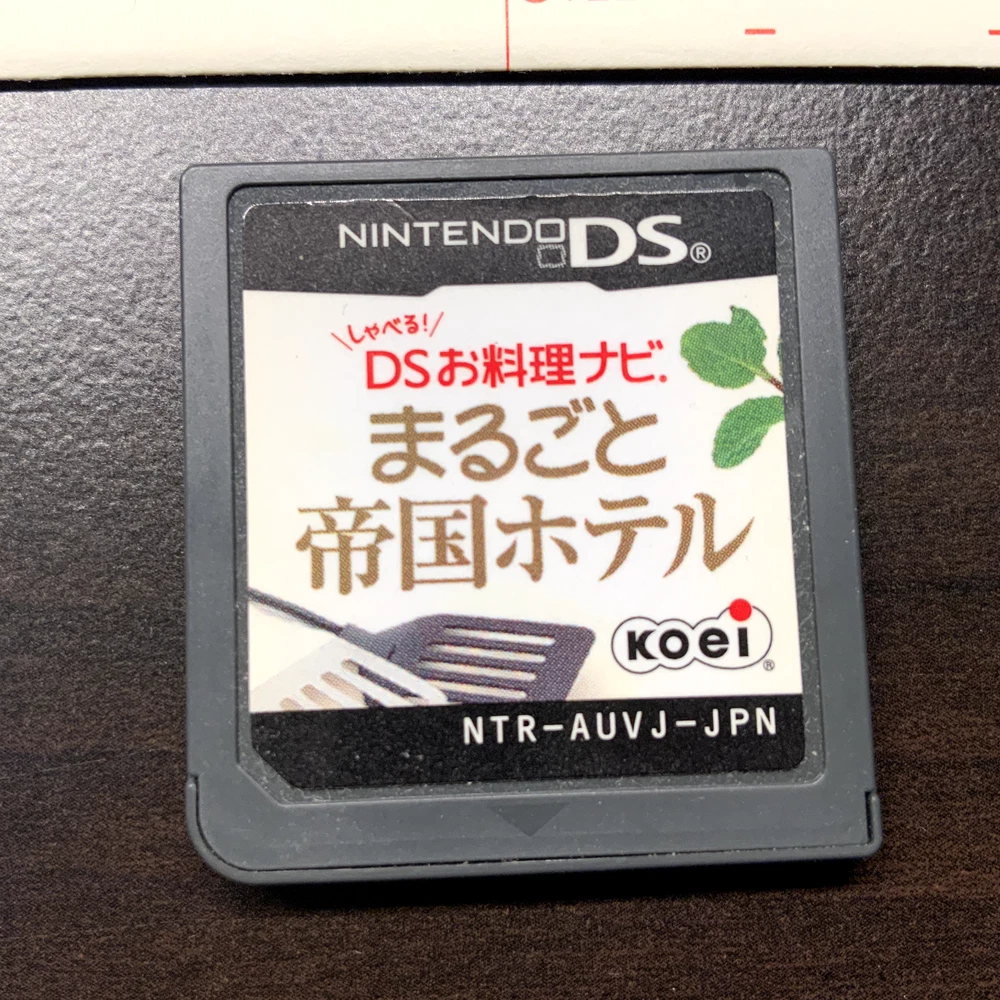 NINTENDO DS®
\しゃべる!/
DSお料理ナビ.
まるごと
帝国ホテル
KOEI®
NTR-AUVJ-JPN